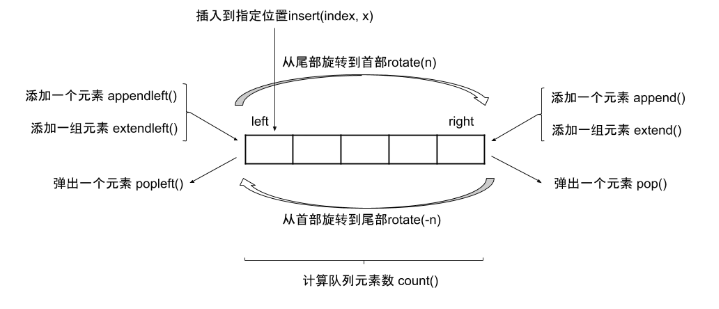 插入到指定位置insert(index, x)
从尾部旋转到首部rotate(n)
添加一个元素 appendleft()
添加一组元素 extendleft()
left
right
添加一个元素 append()
添加一组元素 extend()
弹出一个元素 popleft()
弹出一个元素 pop()
从首部旋转到尾部rotate(-n)
计算队列元素数 count()